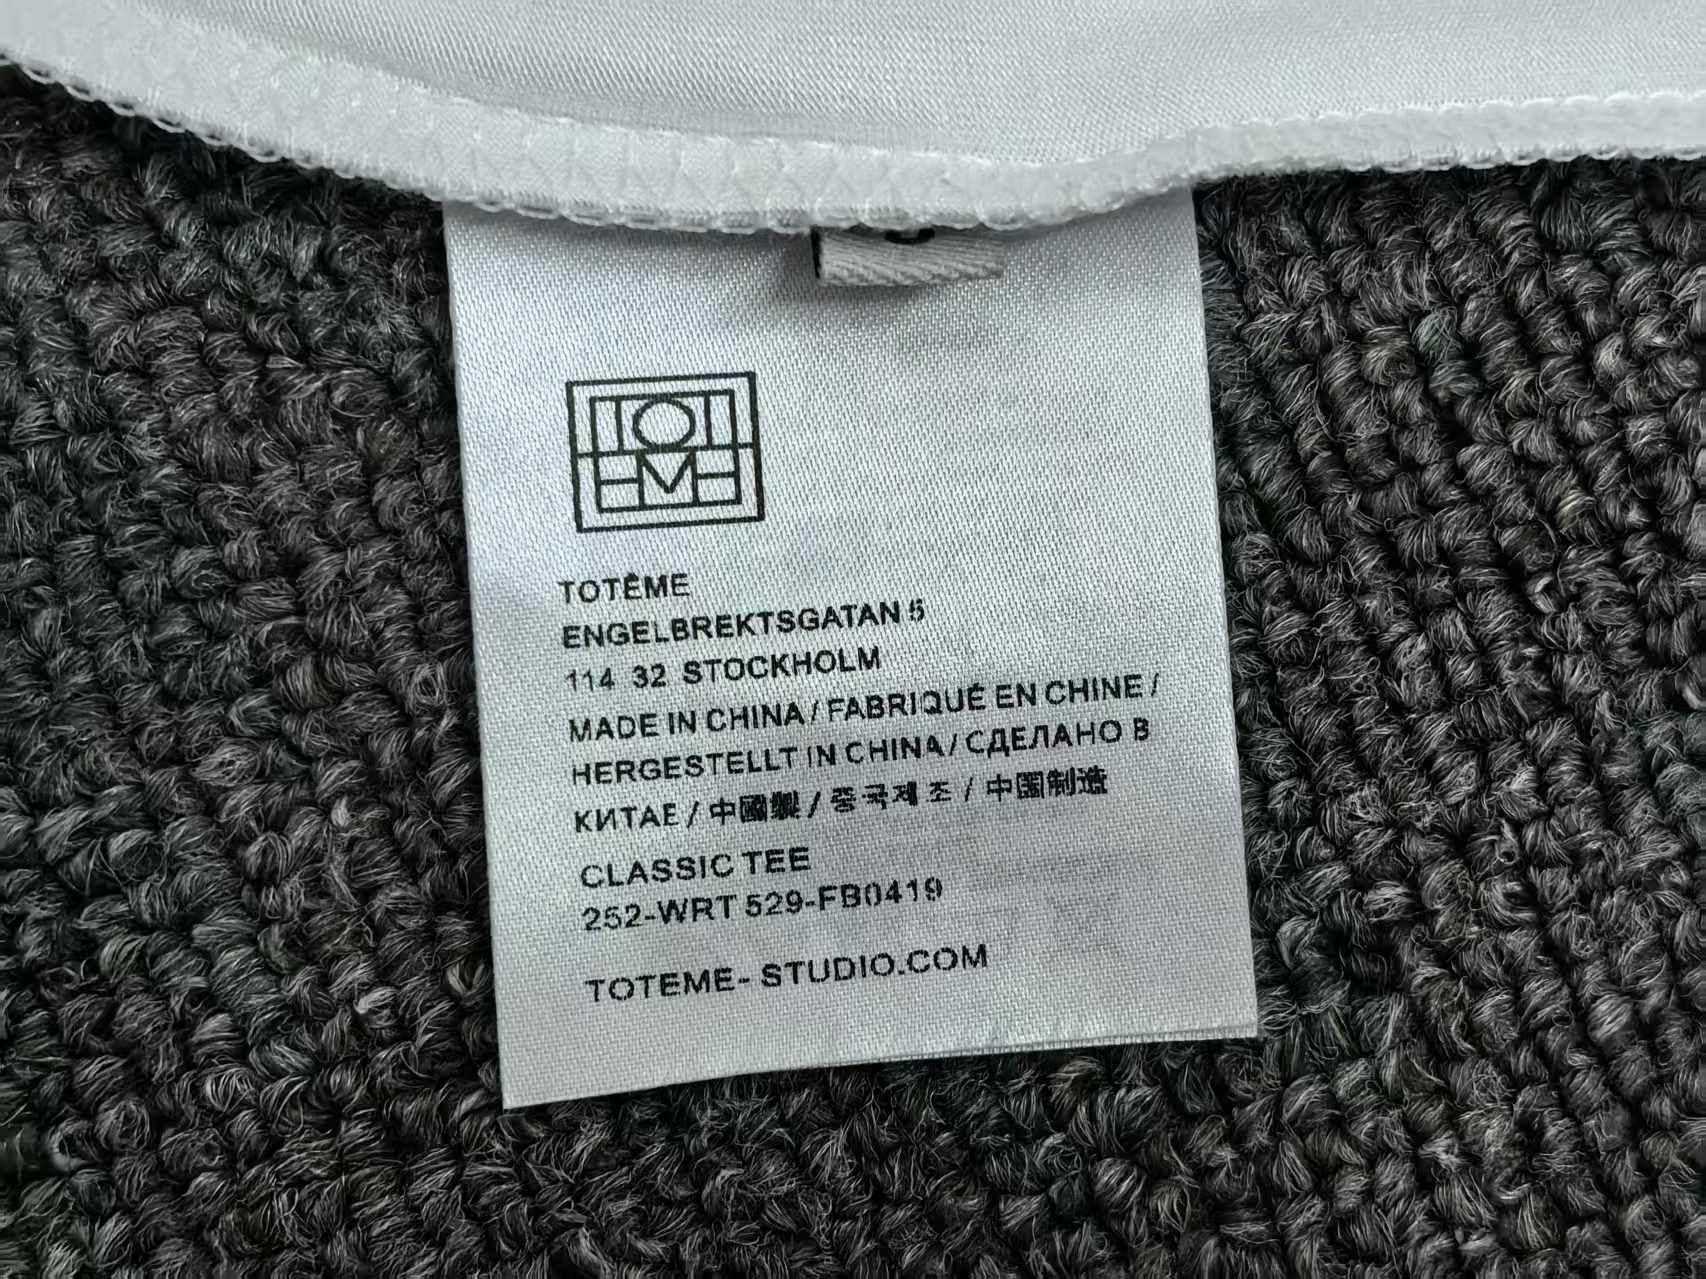 TOTÊME
ENGELBREKTSGATAN 5
114 32 STOCKHOLM
MADE IN CHINA / FABRIQUÉ EN CHINE /
HERGESTELLT IN CHINA / СДЕЛАНО В
КИТАЕ / 中國製 / 중국제조 / 中国制造
CLASSIC TEE
252-WRT 529-FB0419
TOTEME- STUDIO.COM